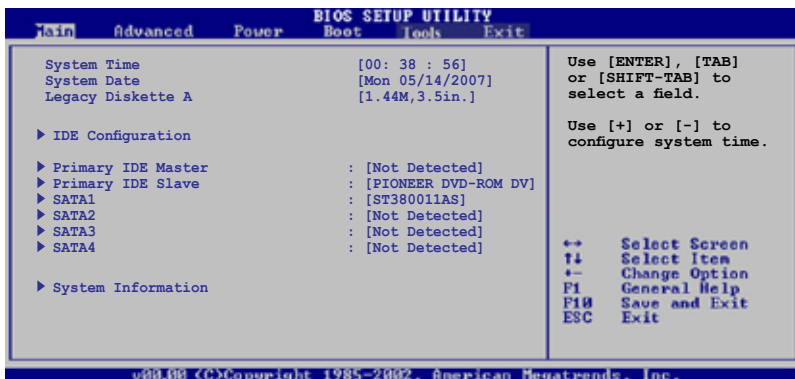 BIOS SETUP UTILITY
Main Advanced Power Boot Tools Exit
System Time [00: 38 : 56]
System Date [Mon 05/14/2007]
Legacy Diskette A [1.44M,3.5in.]
IDE Configuration
Primary IDE Master : [Not Detected]
Primary IDE Slave : [PIONEER DVD-ROM DV]
SATA1 : [ST380011AS]
SATA2 : [Not Detected]
SATA3 : [Not Detected]
SATA4 : [Not Detected]
System Information
Use [ENTER], [TAB]
or [SHIFT-TAB] to
select a field.
Use [+] or [-] to
configure system time.
↔ Select Screen
↑↓ Select Item
+- Change Option
F1 General Help
F10 Save and Exit
ESC Exit
v00.00 (C)Copyright 1985-2002, American Megatrends, Inc.